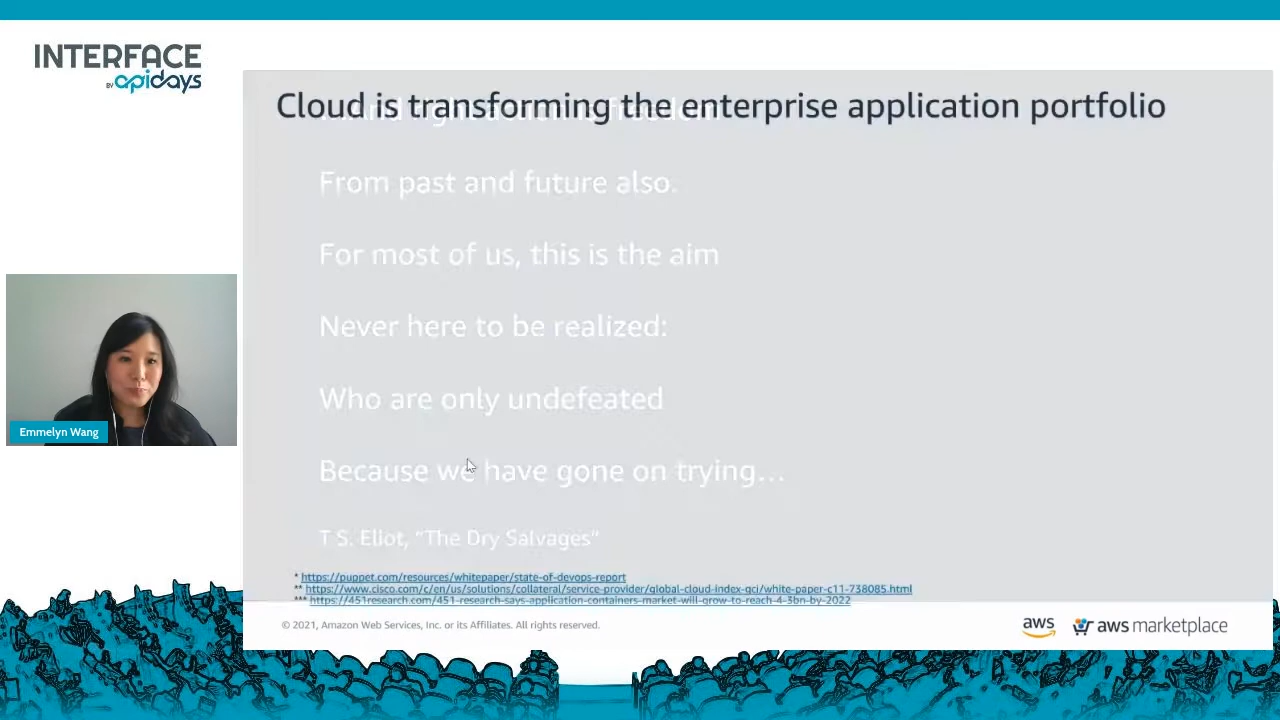 INTERFACE
BY apidays
Cloud is transforming the enterprise application portfolio
From past and future also.
For most of us, this is the aim
Never here to be realized:
Who are only undefeated
Because we have gone on trying...
T S. Eliot, “The Dry Salvages”
Emmelyn Wang
* https://puppet.com/resources/whitepaper/state-of-devops-report
** https://www.cisco.com/c/en/us/solutions/collateral/service-provider/global-cloud-index-gci/white-paper-c11-738085.html
*** https://451research.com/451-research-says-application-containers-market-will-grow-to-reach-4-3bn-by-2022
© 2021, Amazon Web Services, Inc. or its Affiliates. All rights reserved.
aws
aws marketplace